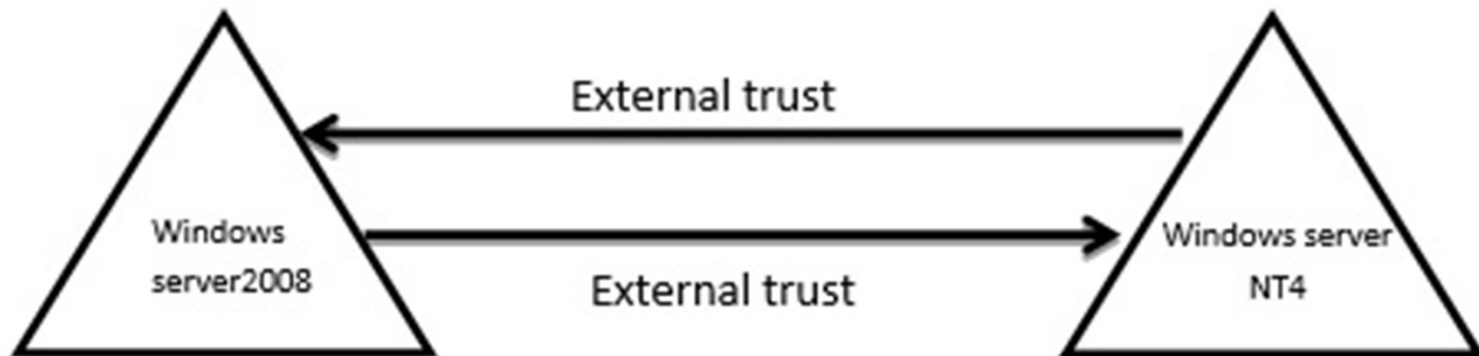 External trust
Windows
server2008
Windows server
NT4
External trust